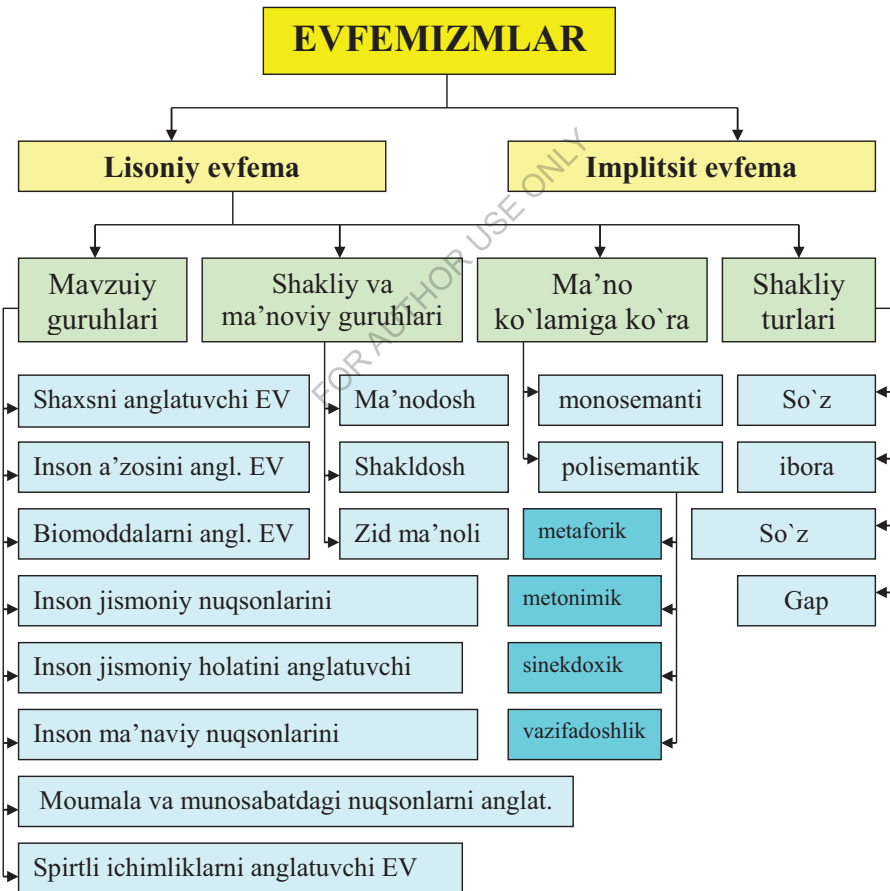 EVFEMIZMLAR
Lisoniy evfema
Implitsit evfema
FOR AUTHOR USE ONLY
Mavzuiy
guruhlari
Shakliy va
ma’noviy guruhlari
Ma’no
ko`lamiga ko`ra
Shakliy
turlari
Shaxsni anglatuvchi EV
Ma’nodosh
monosemanti
So`z
Inson a’zosini angl. EV
Shakldosh
polisemantik
ibora
Biomoddalarni angl. EV
Zid ma’noli
metaforik
So`z
Inson jismoniy nuqsonlarini
metonimik
Gap
Inson jismoniy holatini anglatuvchi
sinekdoxik
Inson ma’naviy nuqsonlarini
vazifadoshlik
Moumala va munosabatdagi nuqsonlarni anglat.
Spirtli ichimliklarni anglatuvchi EV